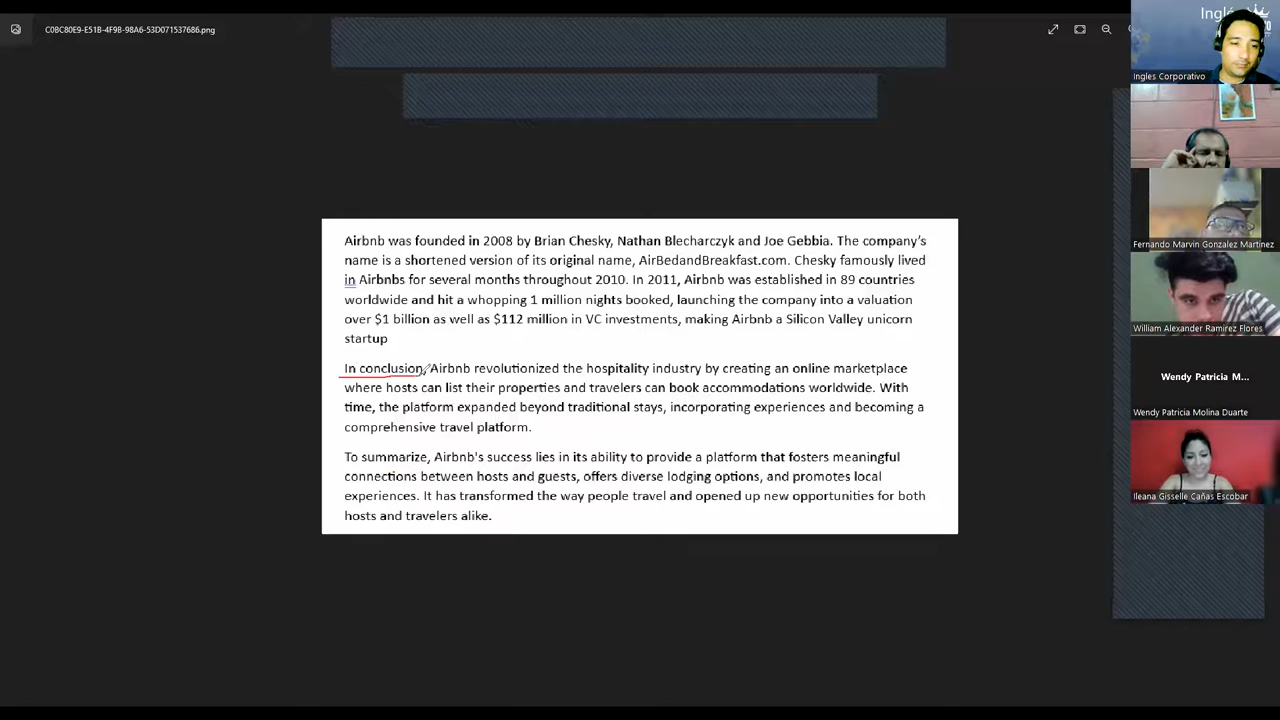 C0BC80E9-E51B-4F9B-98A6-53D071537686.png
Airbnb was founded in 2008 by Brian Chesky, Nathan Blecharczyk and Joe Gebbia. The company's
name is a shortened version of its original name, AirBedandBreakfast.com. Chesky famously lived
in Airbnbs for several months throughout 2010. In 2011, Airbnb was established in 89 countries
worldwide and hit a whopping 1 million nights booked, launching the company into a valuation
over $1 billion as well as $112 million in VC investments, making Airbnb a Silicon Valley unicorn
startup
In conclusion, Airbnb revolutionized the hospitality industry by creating an online marketplace
where hosts can list their properties and travelers can book accommodations worldwide. With
time, the platform expanded beyond traditional stays, incorporating experiences and becoming a
comprehensive travel platform.
To summarize, Airbnb's success lies in its ability to provide a platform that fosters meaningful
connections between hosts and guests, offers diverse lodging options, and promotes local
experiences. It has transformed the way people travel and opened up new opportunities for both
hosts and travelers alike.
Ingles Corporativo
Fernando Marvin Gonzalez Martinez
William Alexander Ramirez Flores
Wendy Patricia M...
Wendy Patricia Molina Duarte
Ileana Gisselle Cañas Escobar